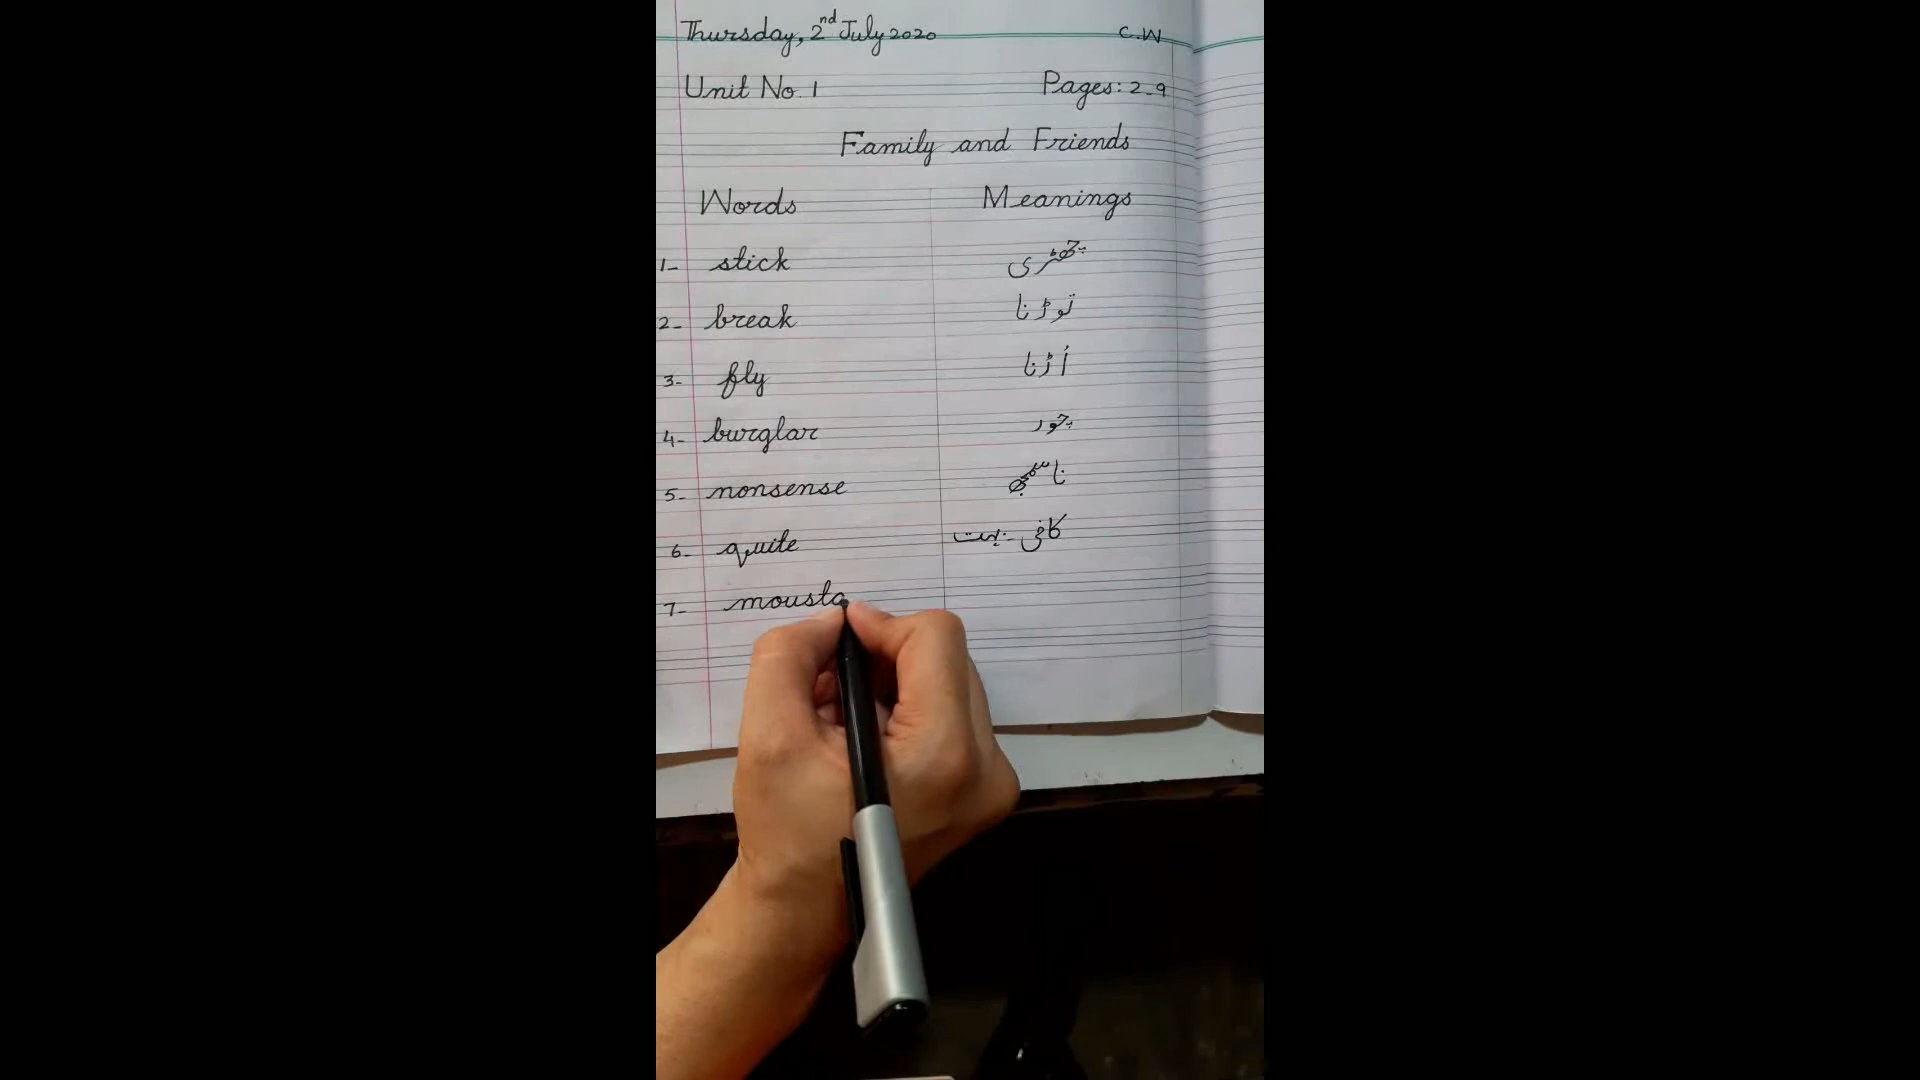 Thursday, 2nd July 2020 C.W
Unit No. 1 Pages: 2-9
Family and Friends
Words Meanings
1- stick چھڑی
2- break توڑنا
3- fly اُڑنا
4- burglar چور
5- nonsense ناسمجھ
6- quite کافی - بہت
7- mousta